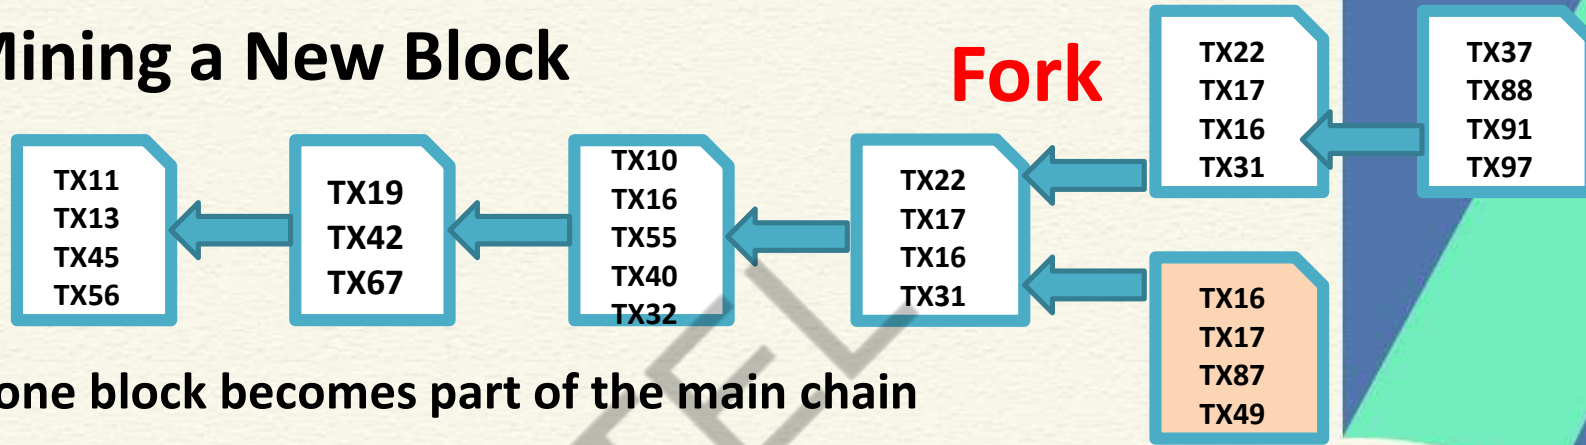 Mining a New Block
Fork
TX11
TX13
TX45
TX56
TX19
TX42
TX67
TX10
TX16
TX55
TX40
TX32
TX22
TX17
TX16
TX31
TX22
TX17
TX16
TX31
TX37
TX88
TX91
TX97
TX16
TX17
TX87
TX49
one block becomes part of the main chain
TEL